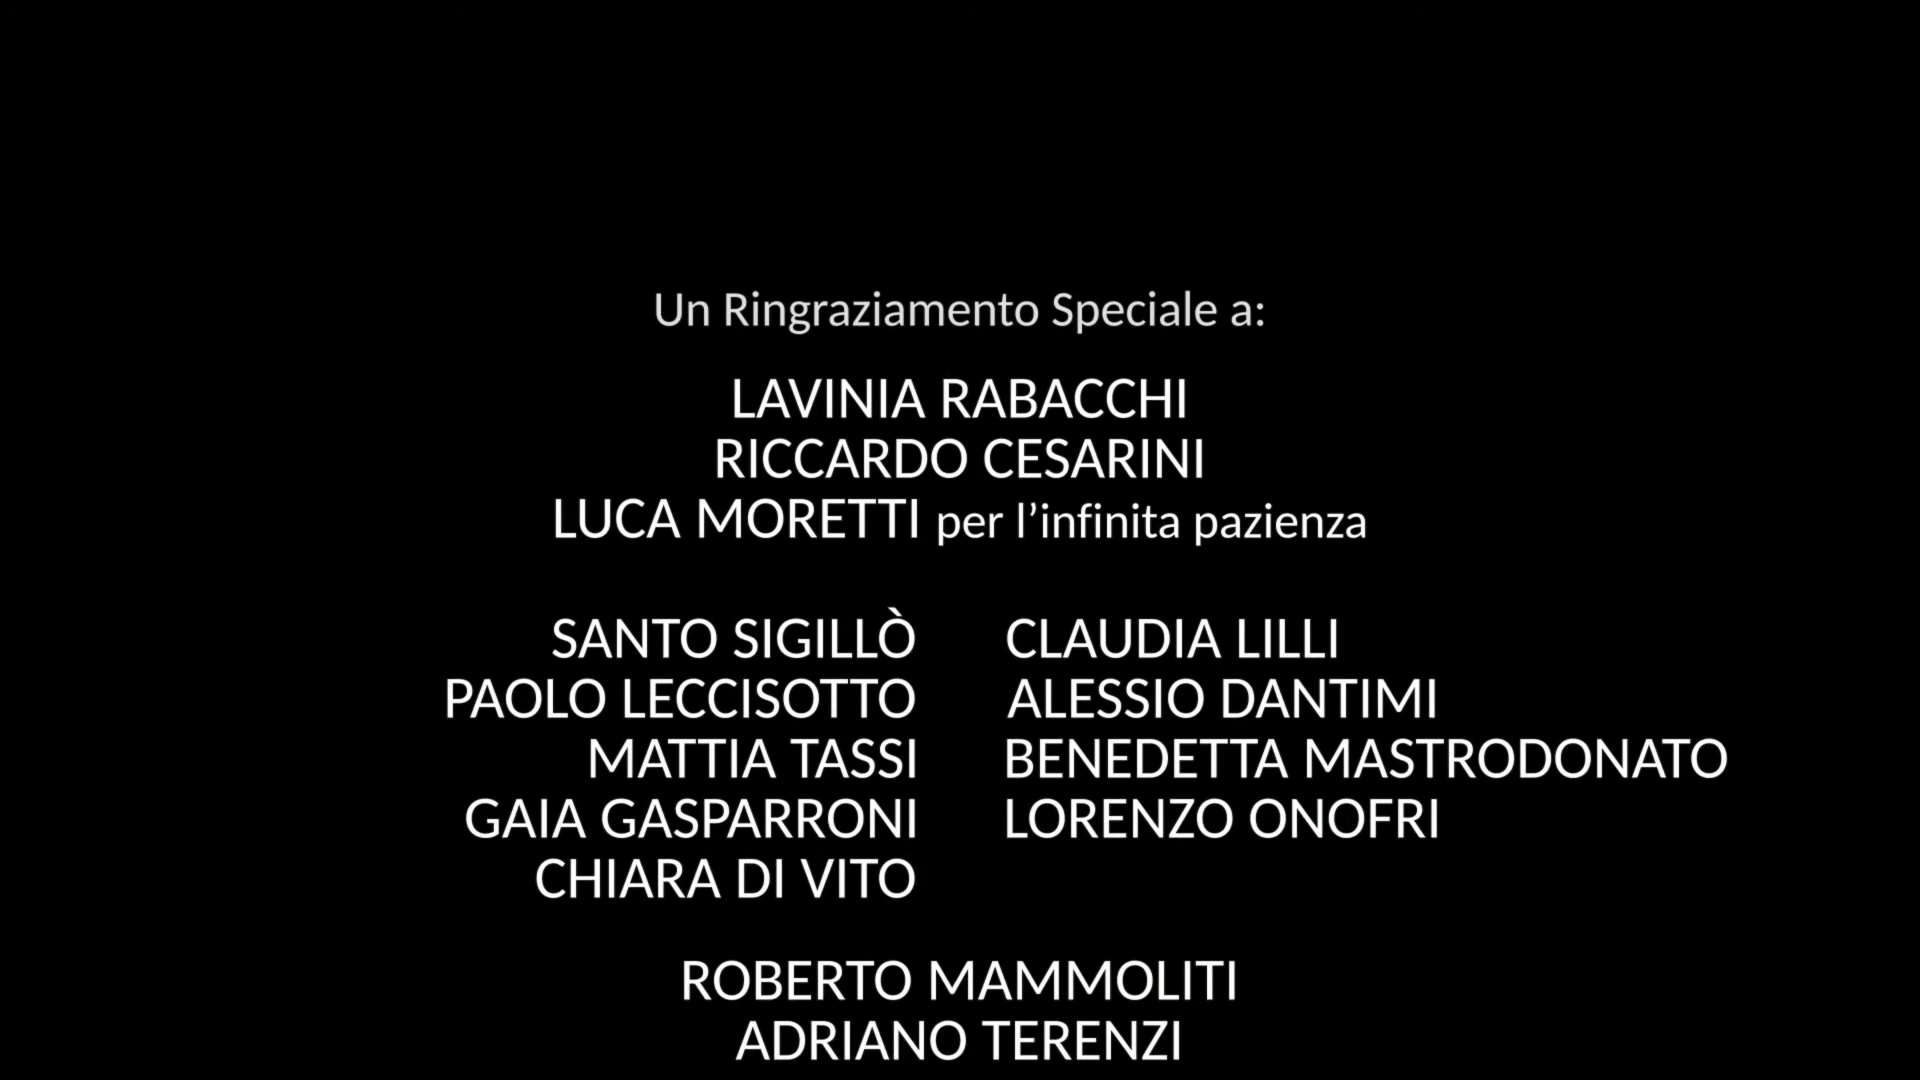 Un Ringraziamento Speciale a:
LAVINIA RABACCHI
RICCARDO CESARINI
LUCA MORETTI per l’infinita pazienza
SANTO SIGILLÒ CLAUDIA LILLI
PAOLO LECCISOTTO ALESSIO DANTIMI
MATTIA TASSI BENEDETTA MASTRODONATO
GAIA GASPARRONI LORENZO ONOFRI
CHIARA DI VITO
ROBERTO MAMMOLITI
ADRIANO TERENZI